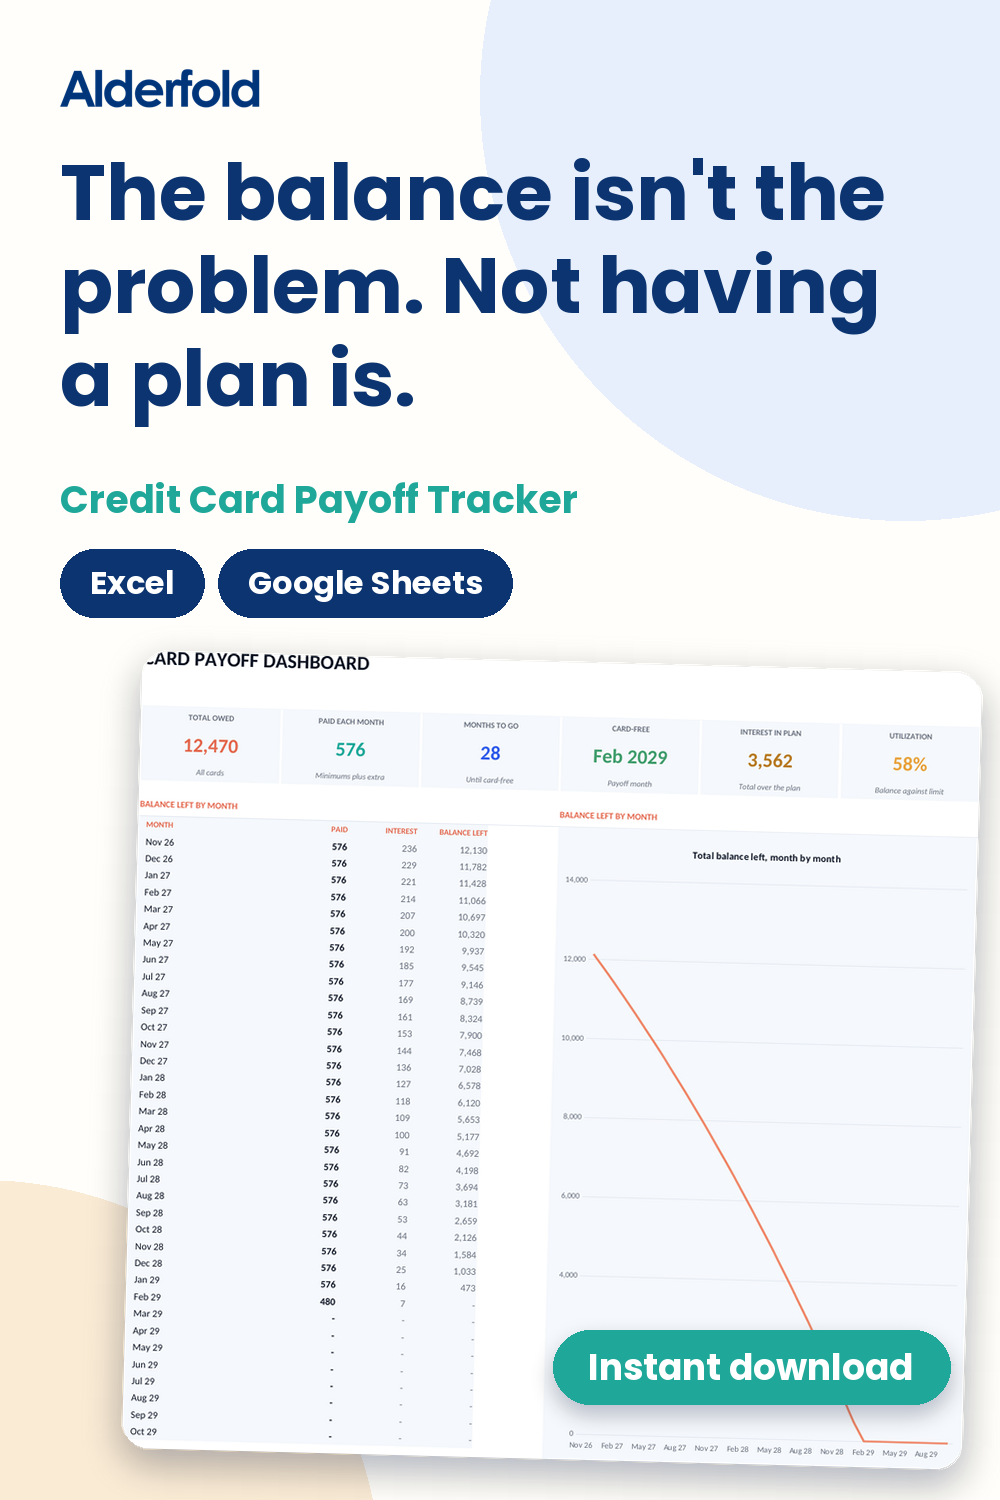 Alderfold
The balance isn't the
problem. Not having
a plan is.
Credit Card Payoff Tracker
Excel
Google Sheets
CARD PAYOFF DASHBOARD
TOTAL OWED
12,470
All cards
PAID EACH MONTH
576
Minimums plus extra
MONTHS TO GO
28
Until card-free
CARD-FREE
Feb 2029
Payoff month
INTEREST IN PLAN
3,562
Total over the plan
UTILIZATION
58%
Balance against limit
BALANCE LEFT BY MONTH
MONTH PAID INTEREST BALANCE LEFT
Nov 26 576 236 12,130
Dec 26 576 229 11,782
Jan 27 576 221 11,428
Feb 27 576 214 11,066
Mar 27 576 207 10,697
Apr 27 576 200 10,320
May 27 576 192 9,937
Jun 27 576 185 9,545
Jul 27 576 177 9,146
Aug 27 576 169 8,739
Sep 27 576 161 8,324
Oct 27 576 153 7,900
Nov 27 576 144 7,468
Dec 27 576 136 7,028
Jan 28 576 127 6,578
Feb 28 576 118 6,120
Mar 28 576 109 5,653
Apr 28 576 100 5,177
May 28 576 91 4,692
Jun 28 576 82 4,198
Jul 28 576 73 3,694
Aug 28 576 63 3,181
Sep 28 576 53 2,659
Oct 28 576 44 2,126
Nov 28 576 34 1,584
Dec 28 576 25 1,033
Jan 29 576 16 473
Feb 29 480 7 -
Mar 29 - - -
Apr 29 - - -
May 29 - - -
Jun 29 - - -
Jul 29 - - -
Aug 29 - - -
Sep 29 - - -
Oct 29 - - -
BALANCE LEFT BY MONTH
Total balance left, month by month
14,000
12,000
10,000
8,000
6,000
4,000
0
Nov 26 Feb 27 May 27 Aug 27 Nov 27 Feb 28 May 28 Aug 28 Nov 28 Feb 29 May 29 Aug 29
Instant download